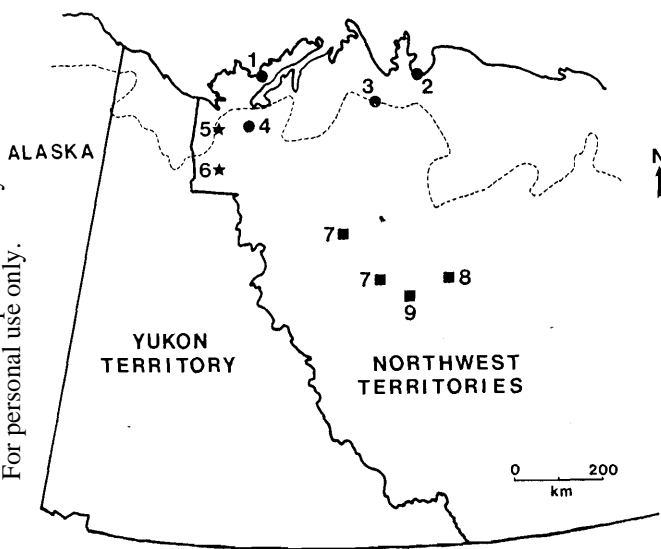 1
2
3
4
5
6
ALASKA
N
7
7
8
9
YUKON
TERRITORY
NORTHWEST
TERRITORIES
0 200
km
For personal use only.